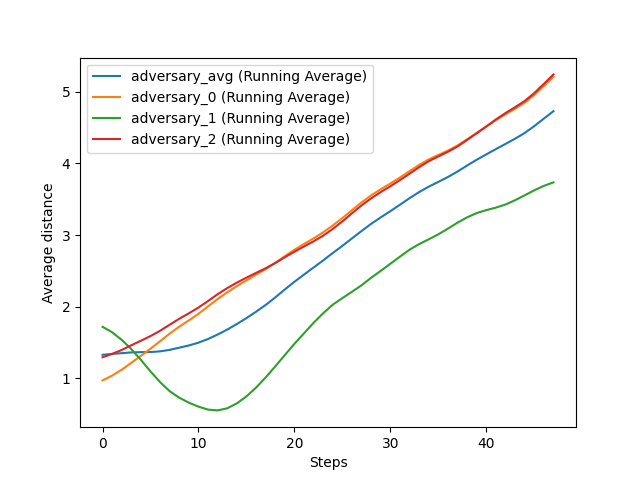 adversary_avg (Running Average)
adversary_0 (Running Average)
adversary_1 (Running Average)
adversary_2 (Running Average)
5
4
3
2
1
Average distance
0 10 20 30 40
Steps